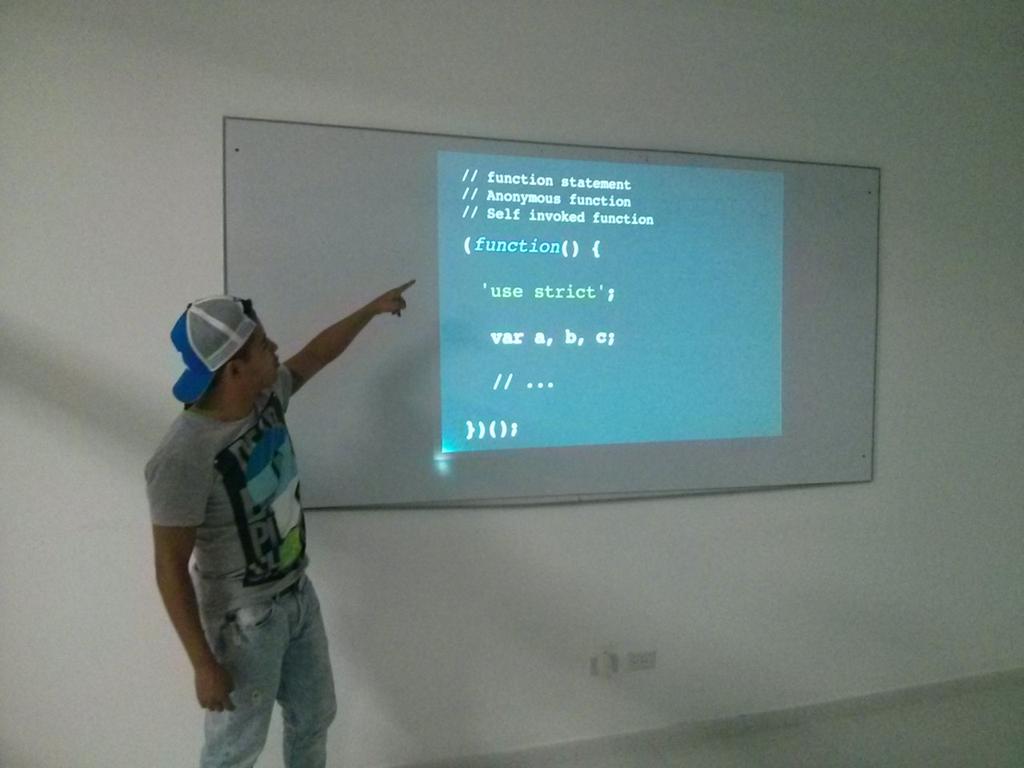 // function statement
// Anonymous function
// Self invoked function
(function() {
'use strict';
var a, b, c;
// ...
})();